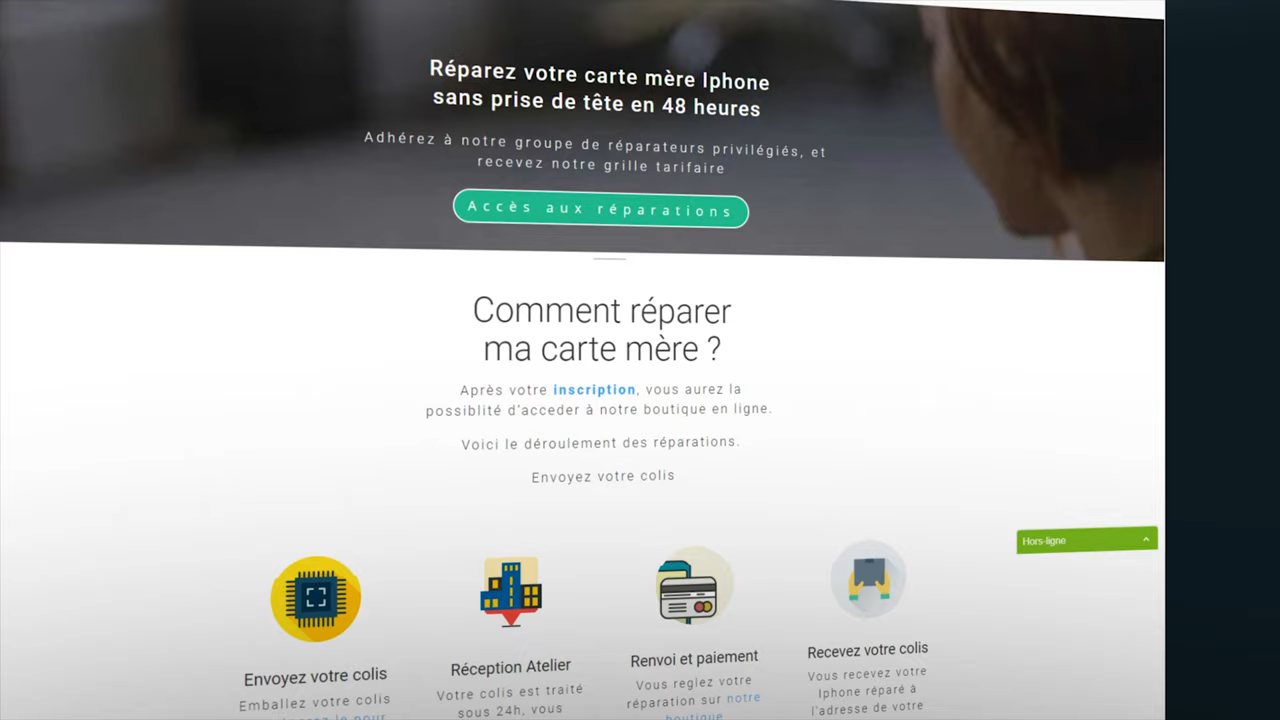 Réparez votre carte mère Iphone
sans prise de tête en 48 heures
Adhérez à notre groupe de réparateurs privilégiés, et
recevez notre grille tarifaire
Accès aux réparations
Comment réparer
ma carte mère ?
Après votre inscription, vous aurez la
possiblité d'acceder à notre boutique en ligne.
Voici le déroulement des réparations.
Envoyez votre colis
Hors-ligne
Envoyez votre colis
Emballez votre colis
Réception Atelier
Votre colis est traité
sous 24h, vous
Renvoi et paiement
Vous reglez votre
réparation sur notre
boutique
Recevez votre colis
Vous recevez votre
Iphone réparé à
l'adresse de votre